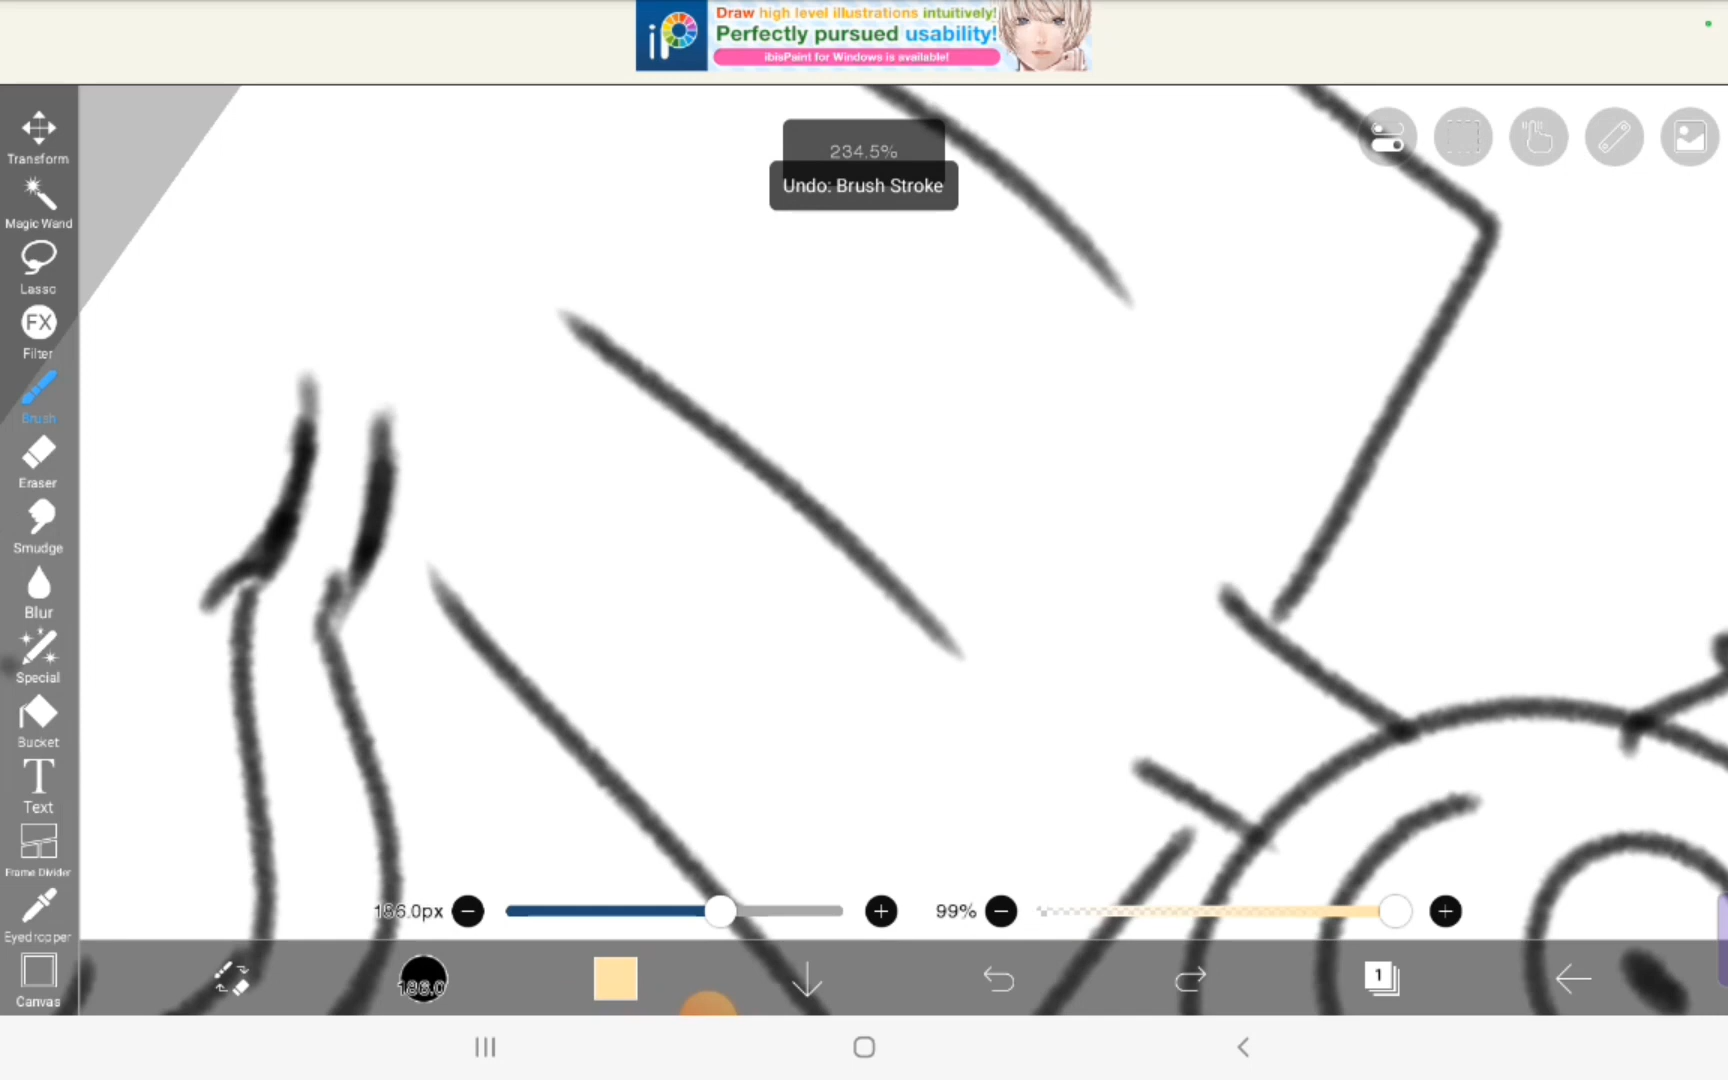 iP
Draw high level illustrations intuitively!
Perfectly pursued usability!
ibisPaint for Windows is available!
234.5%
Undo: Brush Stroke
Transform
Magic Wand
Lasso
FX
Filter
Brush
Eraser
Smudge
Blur
Special
Bucket
T
Text
Frame Divider
Eyedropper
Canvas
186.0px
99%
186.0
1